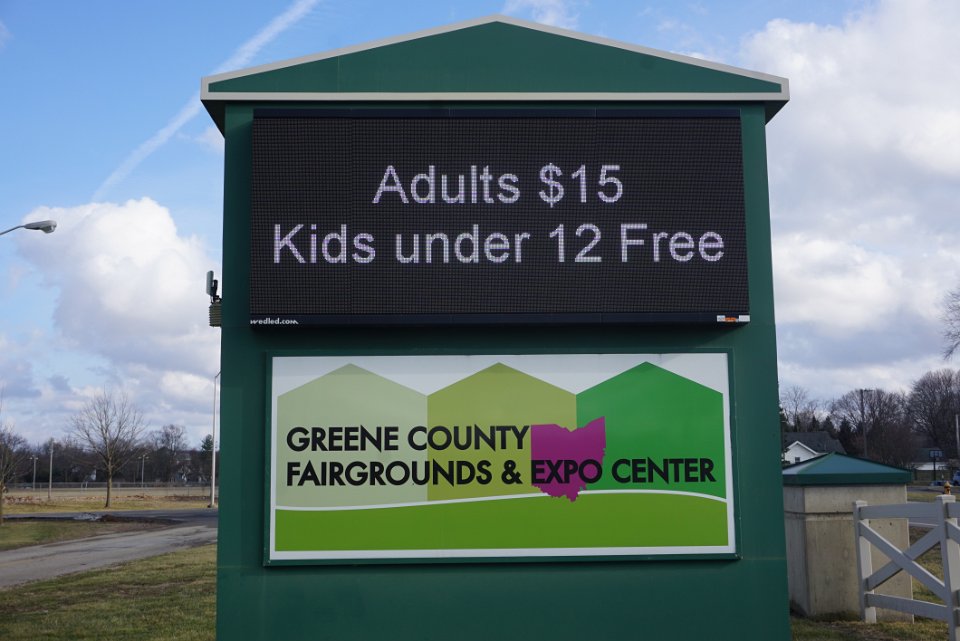 Adults $15
Kids under 12 Free
wedled.com
GREENE COUNTY
FAIRGROUNDS & EXPO CENTER